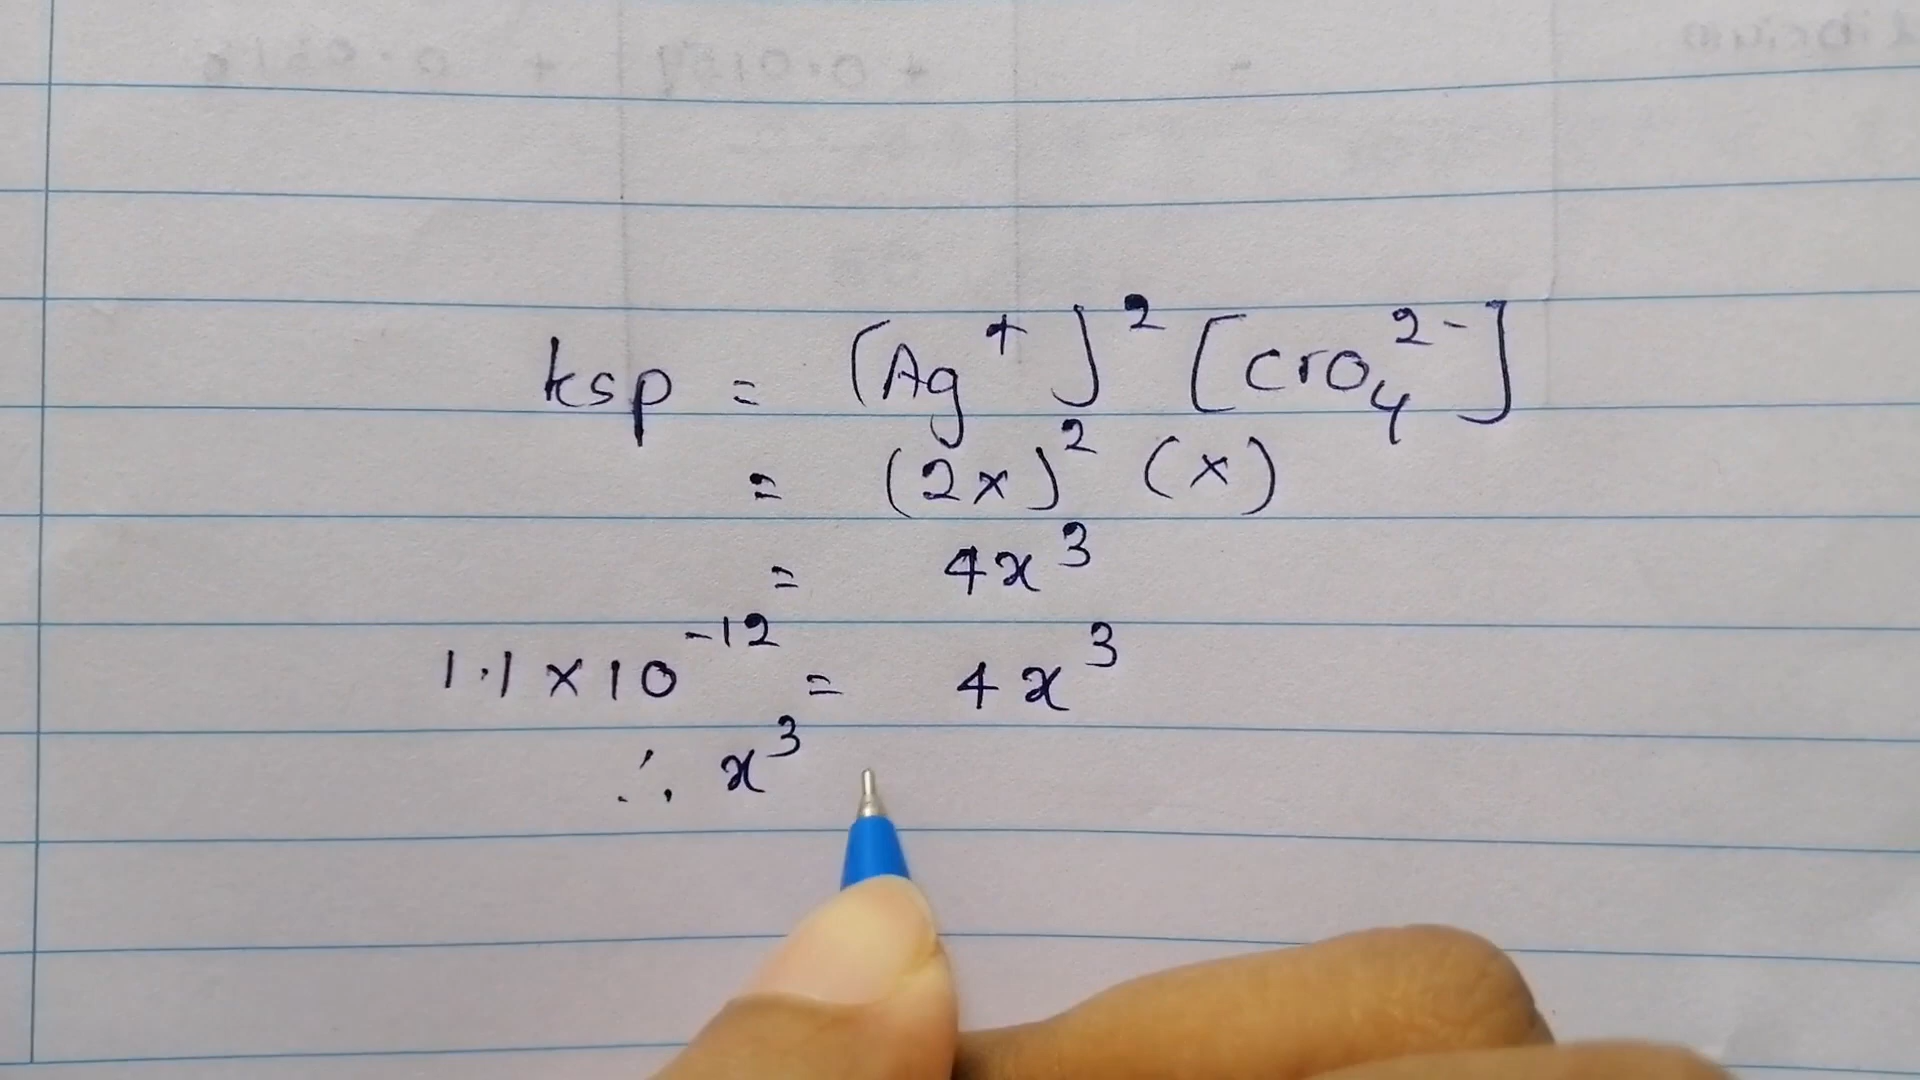 ksp = [Ag⁺]² [CrO₄²⁻]
= (2x)² (x)
= 4x³
1.1 × 10⁻¹² = 4x³
∴ x³